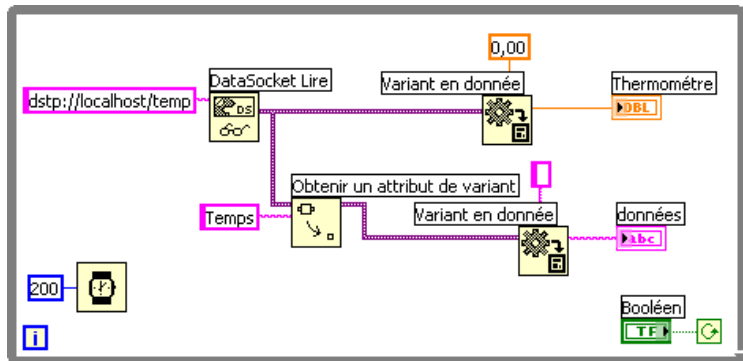 0,00
DataSocket Lire
Variant en donnée
Thermométre
dstp://localhost/temp
DS
DBL
Obtenir un attribut de variant
Temps
Variant en donnée
données
abc
200
Booléen
TF
i